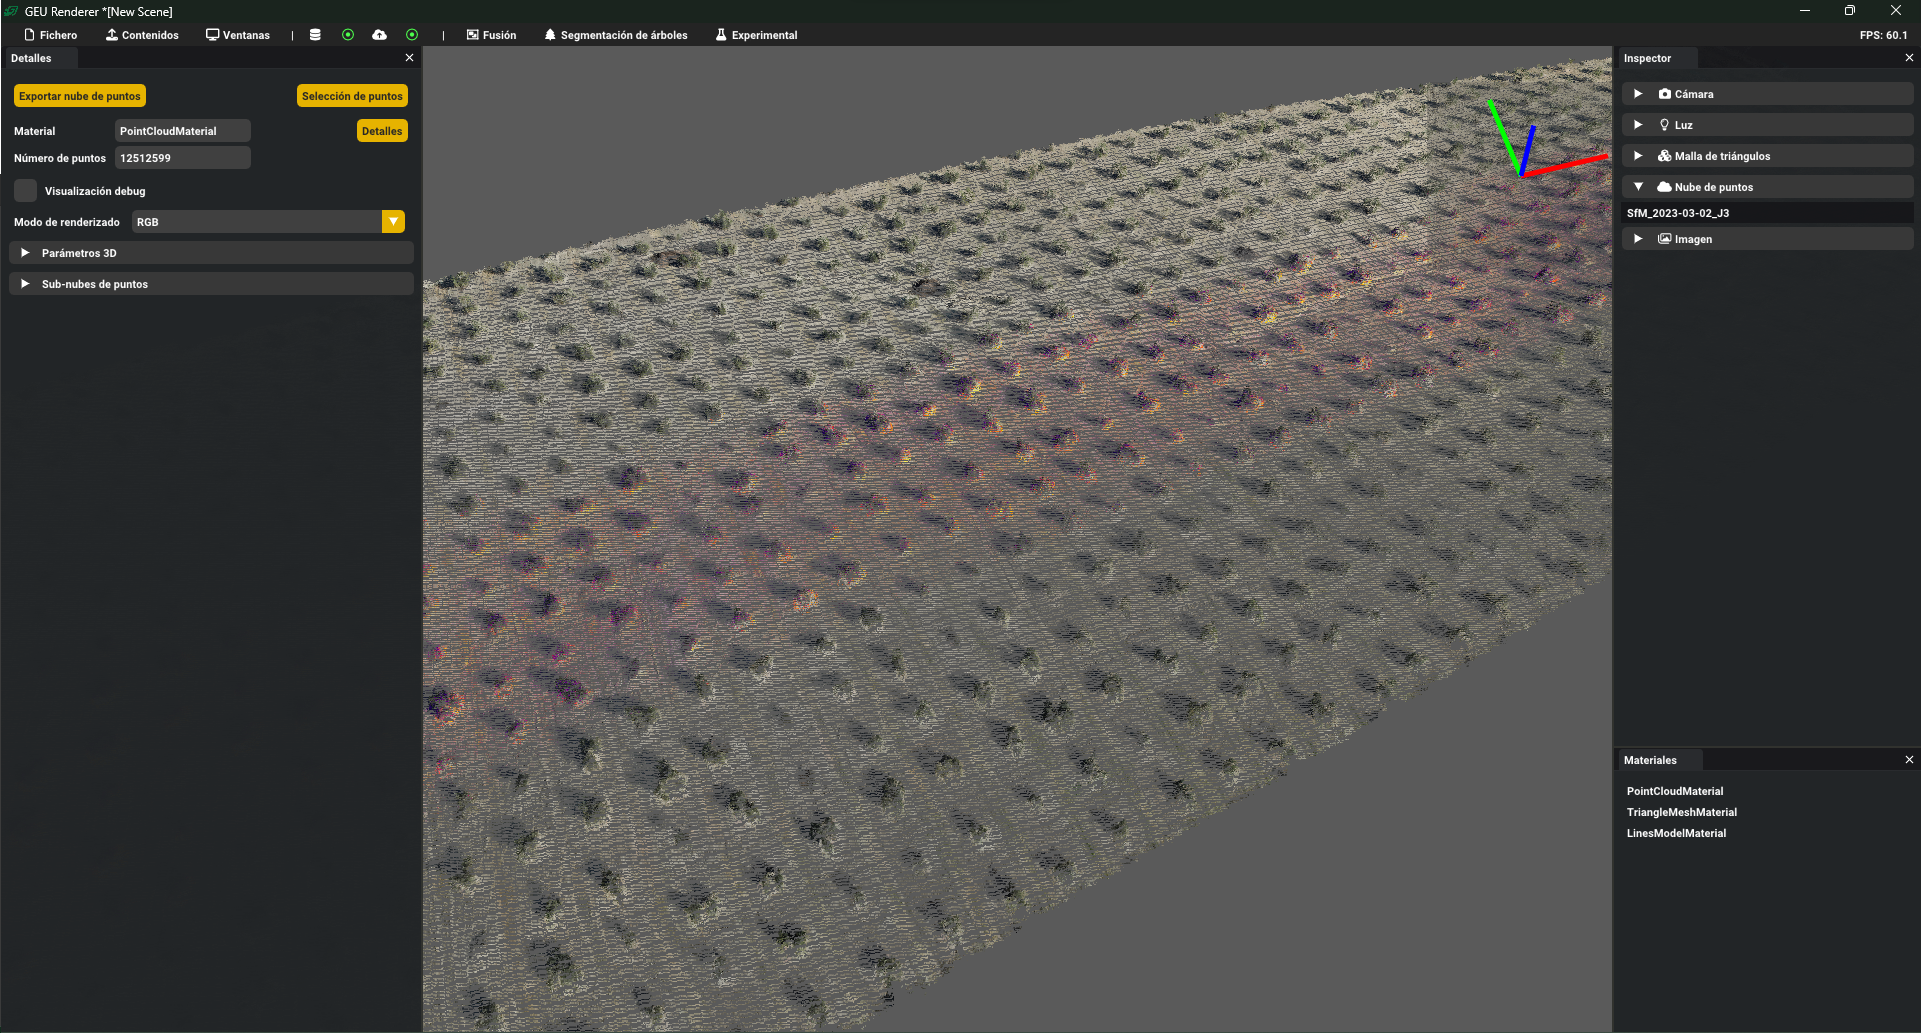 GEU Renderer *[New Scene]
Fichero Contenidos Ventanas | | Fusión Segmentación de árboles Experimental FPS: 60.1
Detalles
Exportar nube de puntos Selección de puntos
Material PointCloudMaterial Detalles
Número de puntos 12512599
Visualización debug
Modo de renderizado RGB
Parámetros 3D
Sub-nubes de puntos
Inspector
Cámara
Luz
Malla de triángulos
Nube de puntos
SfM_2023-03-02_J3
Imagen
Materiales
PointCloudMaterial
TriangleMeshMaterial
LinesModelMaterial